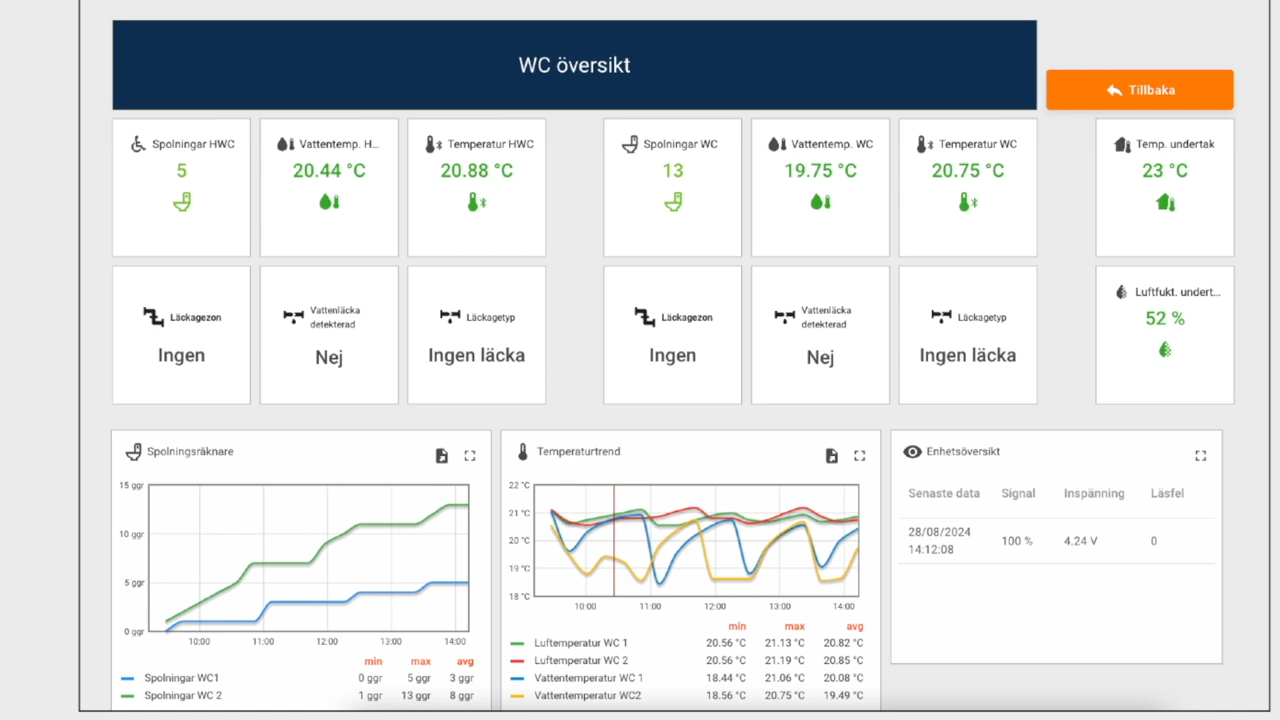 WC översikt
Tillbaka
Spolningar HWC
5
Vattentemp. H...
20.44 °C
Temperatur HWC
20.88 °C
Spolningar WC
13
Vattentemp. WC
19.75 °C
Temperatur WC
20.75 °C
Temp. undertak
23 °C
Läckagezon
Ingen
Vattenläcka
detekterad
Nej
Läckagetyp
Ingen läcka
Läckagezon
Ingen
Vattenläcka
detekterad
Nej
Läckagetyp
Ingen läcka
Luftfukt. undert...
52 %
Spolningsräknare
15 ggr
10 ggr
5 ggr
0 ggr
10:00 11:00 12:00 13:00 14:00
min max avg
Spolningar WC1 0 ggr 5 ggr 3 ggr
Spolningar WC 2 1 ggr 13 ggr 8 ggr
Temperaturtrend
22 °C
21 °C
20 °C
19 °C
18 °C
10:00 11:00 12:00 13:00 14:00
min max avg
Luftemperatur WC 1 20.56 °C 21.13 °C 20.82 °C
Luftemperatur WC 2 20.56 °C 21.19 °C 20.85 °C
Vattentemperatur WC 1 18.44 °C 21.06 °C 20.08 °C
Vattentemperatur WC2 18.56 °C 20.75 °C 19.49 °C
Enhetsöversikt
Senaste data Signal Inspänning Läsfel
28/08/2024
14:12:08
100 % 4.24 V 0